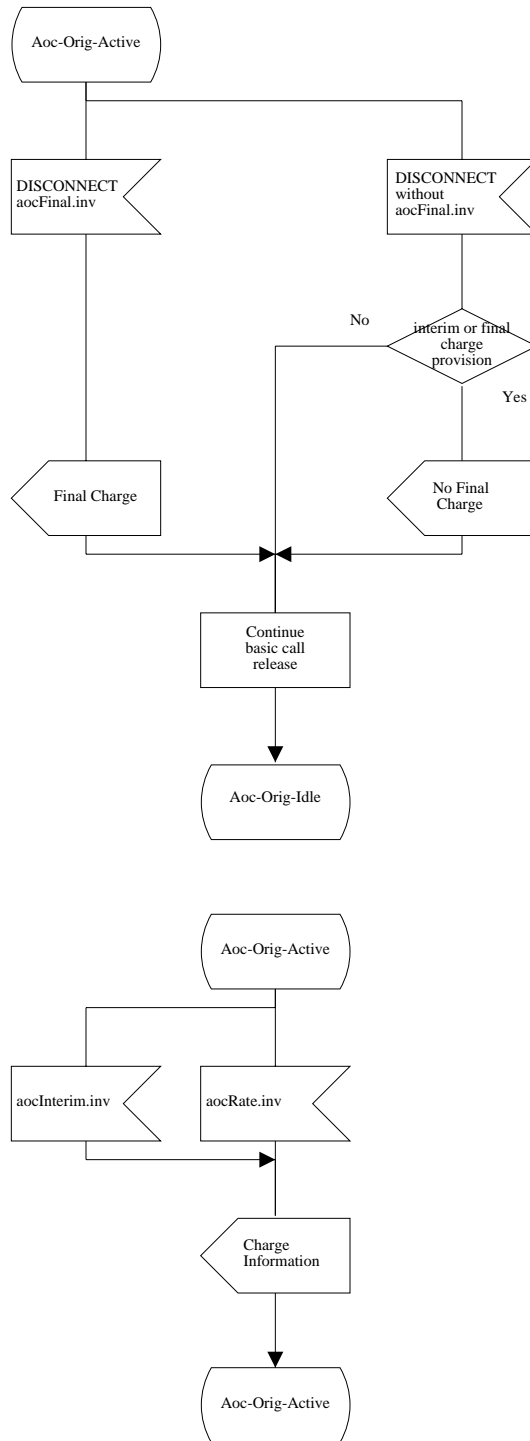 Aoc-Orig-Active
DISCONNECT
aocFinal.inv
DISCONNECT
without
aocFinal.inv
No
interim or final
charge
provision
Yes
Final Charge
No Final
Charge
Continue
basic call
release
Aoc-Orig-Idle
Aoc-Orig-Active
aocInterim.inv
aocRate.inv
Charge
Information
Aoc-Orig-Active